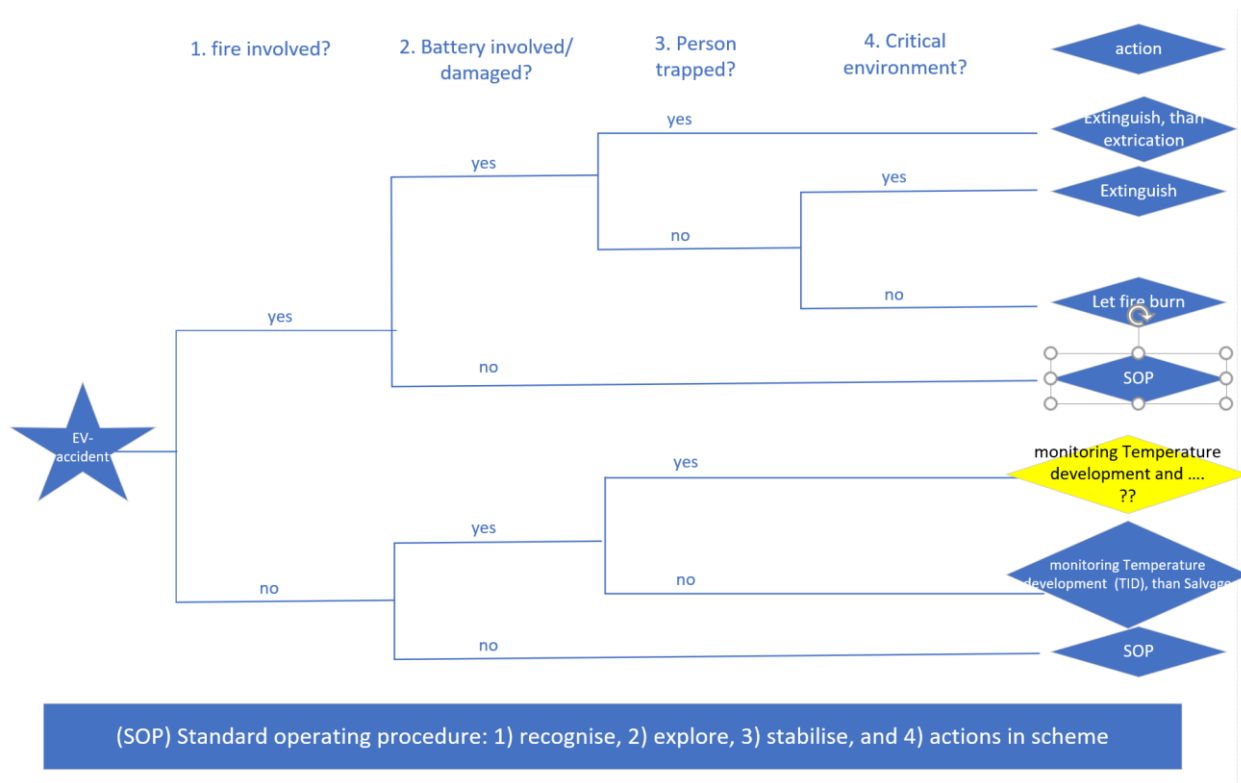 1. fire involved?
2. Battery involved/
damaged?
3. Person
trapped?
4. Critical
environment?
action
yes
Extinguish, than
extrication
yes
yes
Extinguish
no
no
Let fire burn
yes
no
SOP
EV-
accident
monitoring Temperature
development and ....
??
yes
yes
no
monitoring Temperature
development (TID), than Salvage
no
no
SOP
(SOP) Standard operating procedure: 1) recognise, 2) explore, 3) stabilise, and 4) actions in scheme